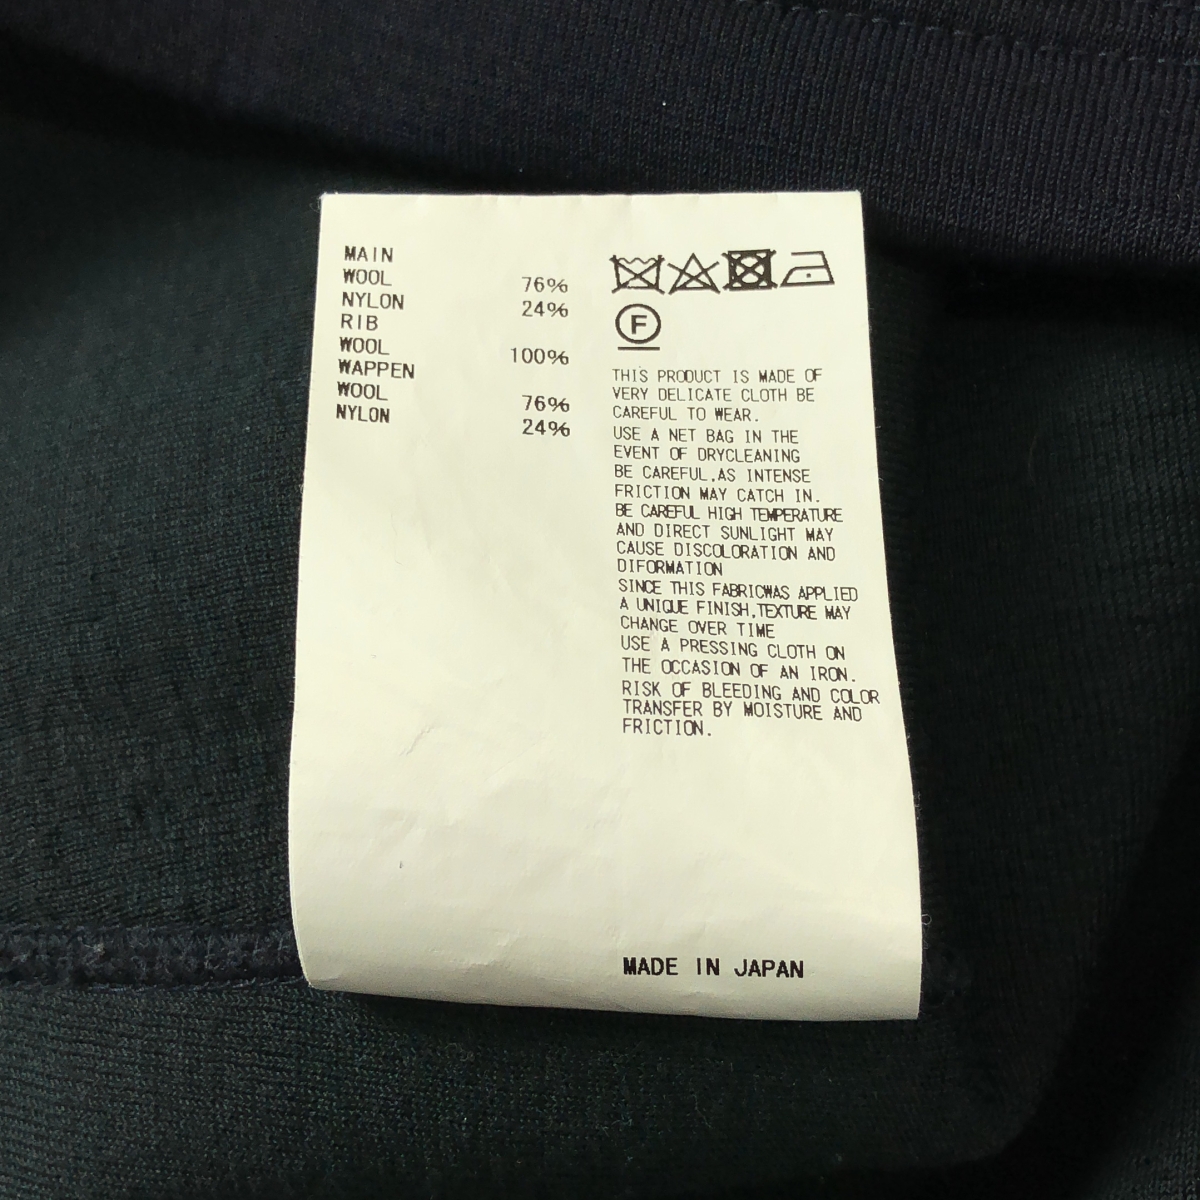 MAIN
WOOL 76%
NYLON 24%
RIB
WOOL 100%
WAPPEN
WOOL 76%
NYLON 24%
F
THIS PRODUCT IS MADE OF
VERY DELICATE CLOTH BE
CAREFUL TO WEAR.
USE A NET BAG IN THE
EVENT OF DRYCLEANING
BE CAREFUL,AS INTENSE
FRICTION MAY CATCH IN.
BE CAREFUL HIGH TEMPERATURE
AND DIRECT SUNLIGHT MAY
CAUSE DISCOLORATION AND
DIFORMATION
SINCE THIS FABRICWAS APPLIED
A UNIQUE FINISH,TEXTURE MAY
CHANGE OVER TIME
USE A PRESSING CLOTH ON
THE OCCASION OF AN IRON.
RISK OF BLEEDING AND COLOR
TRANSFER BY MOISTURE AND
FRICTION.
MADE IN JAPAN